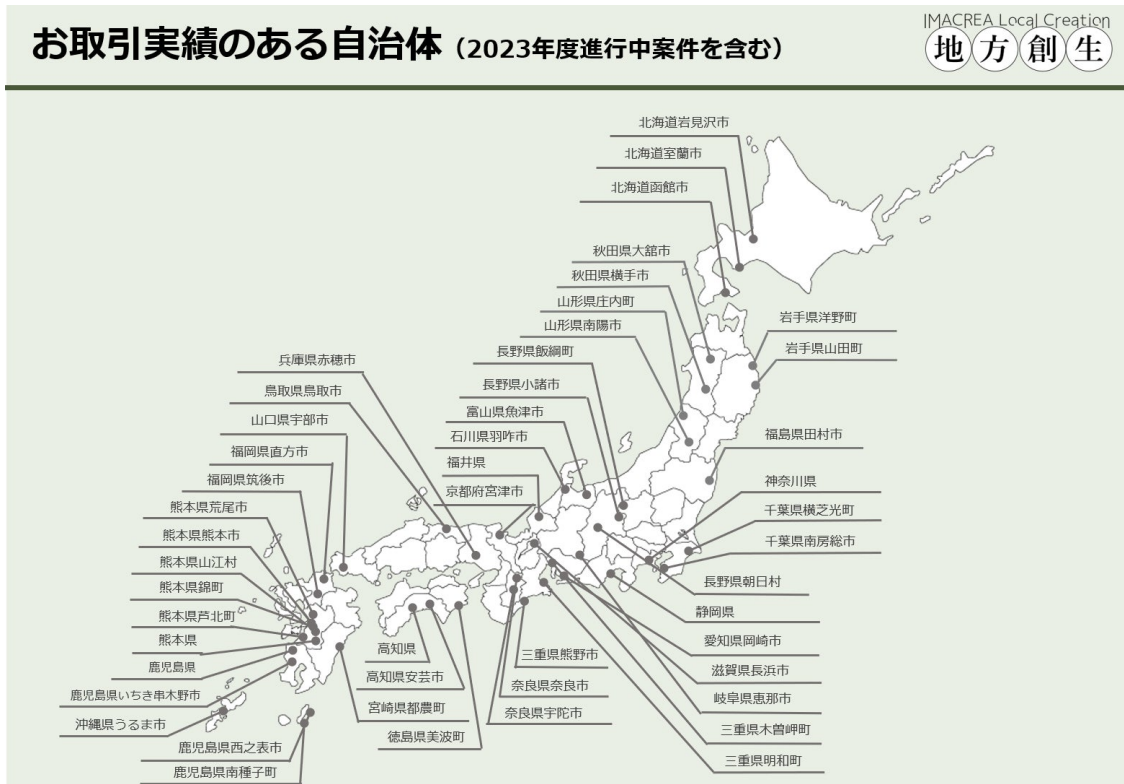 お取引実績のある自治体（2023年度進行中案件を含む）
IMACREA Local Creation
地方創生
北海道岩見沢市
北海道室蘭市
北海道函館市
秋田県大舘市
秋田県横手市
山形県庄内町
山形県南陽市
長野県飯綱町
長野県小諸市
富山県魚津市
石川県羽咋市
福井県
京都府宮津市
岩手県洋野町
岩手県山田町
福島県田村市
神奈川県
千葉県横芝光町
千葉県南房総市
長野県朝日村
静岡県
愛知県岡崎市
滋賀県長浜市
岐阜県恵那市
三重県木曽岬町
三重県明和町
兵庫県赤穂市
鳥取県鳥取市
山口県宇部市
福岡県直方市
福岡県筑後市
熊本県荒尾市
熊本県熊本市
熊本県山江村
熊本県錦町
熊本県芦北町
熊本県
鹿児島県
鹿児島県いちき串木野市
沖縄県うるま市
鹿児島県西之表市
鹿児島県南種子町
高知県
高知県安芸市
宮崎県都農町
徳島県美波町
三重県熊野市
奈良県奈良市
奈良県宇陀市